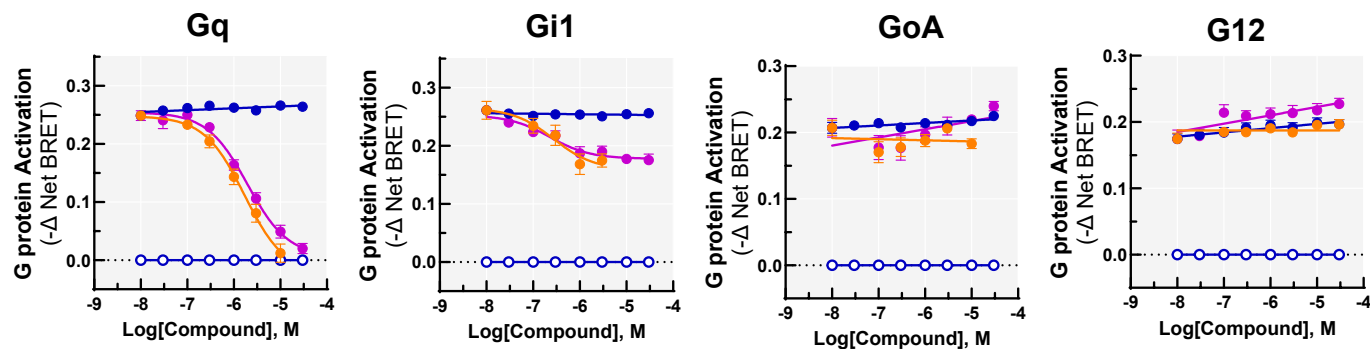 Gq
G protein Activation
(-Δ Net BRET)
0.3
0.2
0.1
0.0
-9
-8
-7
-6
-5
-4
Log[Compound], M
Gi1
G protein Activation
(-Δ Net BRET)
0.3
0.2
0.1
0.0
-9
-8
-7
-6
-5
-4
Log[Compound], M
GoA
G protein Activation
(-Δ Net BRET)
0.3
0.2
0.1
0.0
-9
-8
-7
-6
-5
-4
Log[Compound], M
G12
G protein Activation
(-Δ Net BRET)
0.3
0.2
0.1
0.0
-9
-8
-7
-6
-5
-4
Log[Compound], M